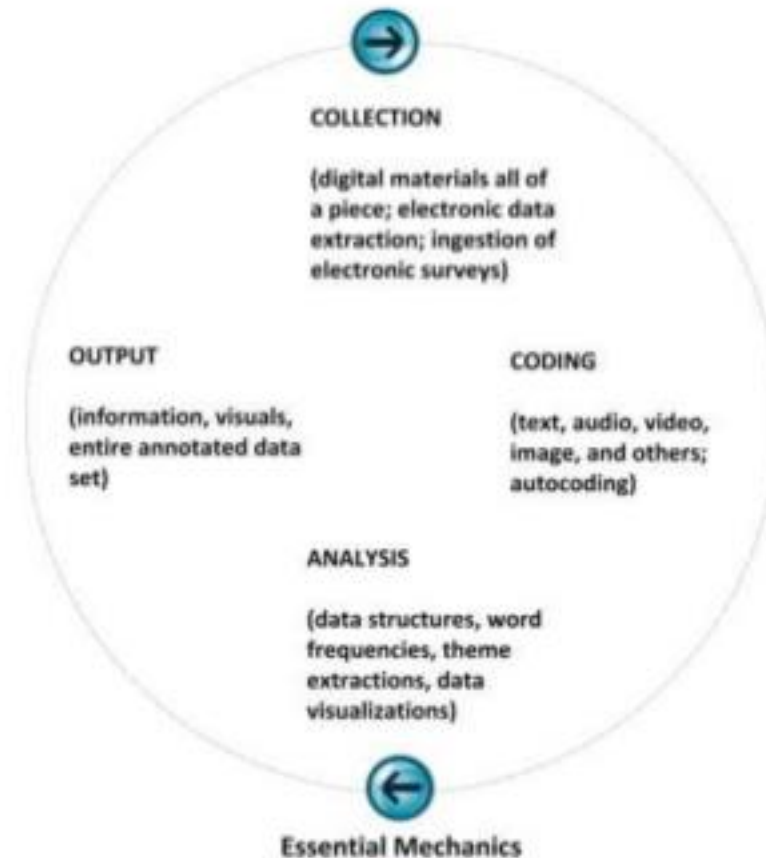 COLLECTION
(digital materials all of
a piece; electronic data
extraction; ingestion of
electronic surveys)
OUTPUT
(information, visuals,
entire annotated data
set)
CODING
(text, audio, video,
image, and others;
autocoding)
ANALYSIS
(data structures, word
frequencies, theme
extractions, data
visualizations)
Essential Mechanics